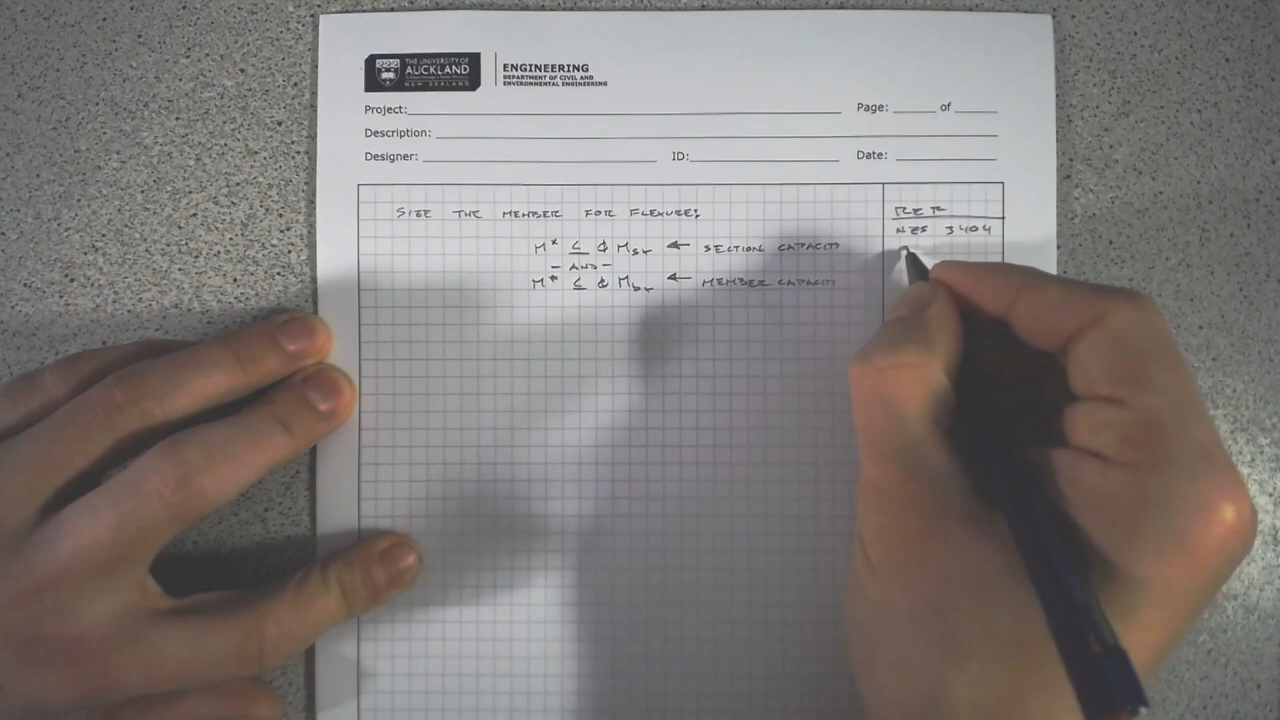 THE UNIVERSITY OF
AUCKLAND
NEW ZEALAND
ENGINEERING
DEPARTMENT OF CIVIL AND
ENVIRONMENTAL ENGINEERING
Project:
Page: of
Description:
Designer: ID: Date:
SIZE THE MEMBER FOR FLEXURE:
M* ≤ ϕ Msx ← SECTION CAPACITY
- AND -
M* ≤ ϕ Mbx ← MEMBER CAPACITY
REF
NZS 3404